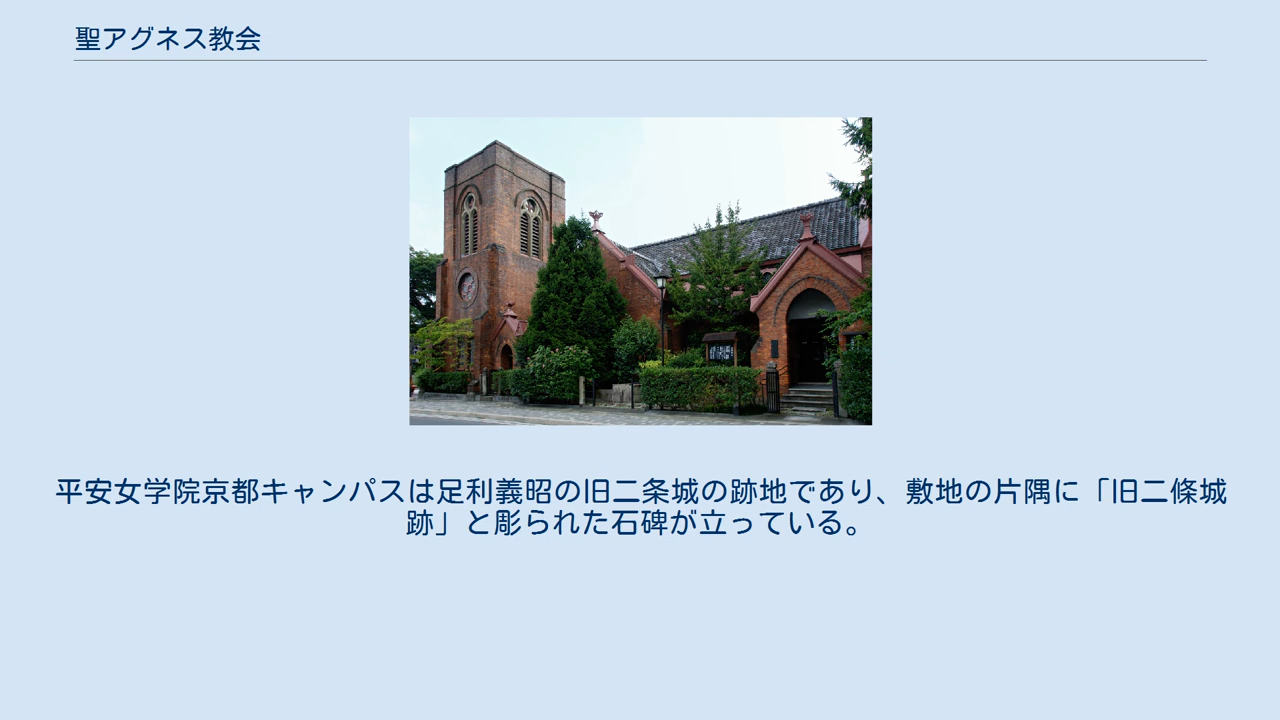 聖アグネス教会
平安女学院京都キャンパスは足利義昭の旧二条城の跡地であり、敷地の片隅に「旧二條城
跡」と彫られた石碑が立っている。